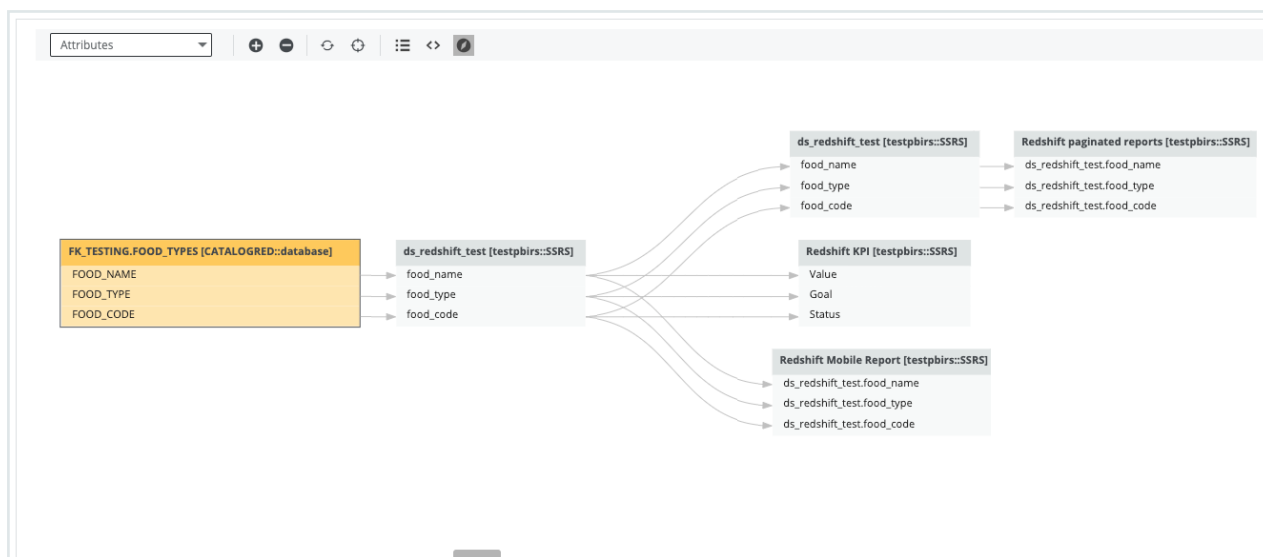 Attributes
ds_redshift_test [testpbirs::SSRS]
food_name
food_type
food_code
Redshift paginated reports [testpbirs::SSRS]
ds_redshift_test.food_name
ds_redshift_test.food_type
ds_redshift_test.food_code
FK_TESTING.FOOD_TYPES [CATALOGRED::database]
FOOD_NAME
FOOD_TYPE
FOOD_CODE
ds_redshift_test [testpbirs::SSRS]
food_name
food_type
food_code
Redshift KPI [testpbirs::SSRS]
Value
Goal
Status
Redshift Mobile Report [testpbirs::SSRS]
ds_redshift_test.food_name
ds_redshift_test.food_type
ds_redshift_test.food_code